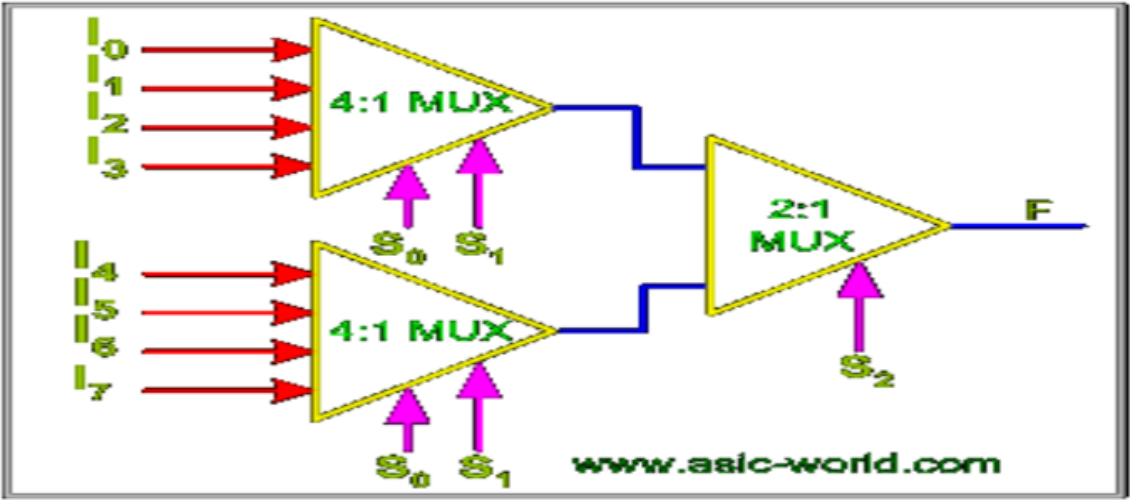 I0
I1
I2
I3
4:1 MUX
S0 S1
I4
I5
I6
I7
4:1 MUX
S0 S1
2:1
MUX
S2
F
www.asic-world.com